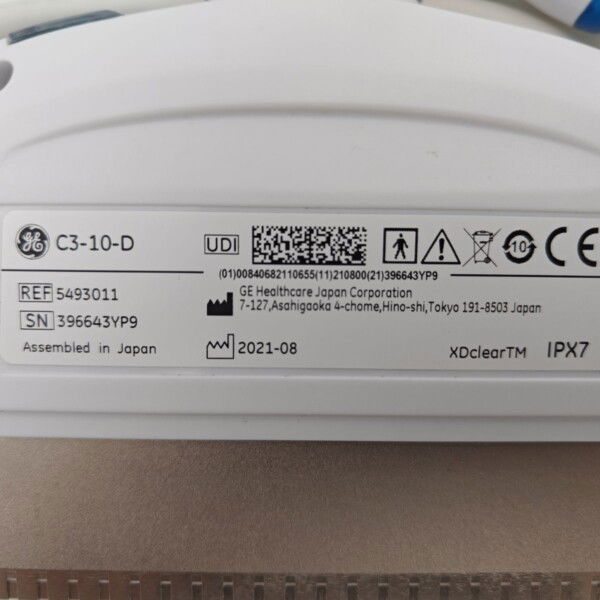 GE C3-10-D
UDI
(01)00840682110655(11)210800(21)396643YP9
10
CE
REF 5493011
SN 396643YP9
GE Healthcare Japan Corporation
7-127,Asahigaoka 4-chome,Hino-shi,Tokyo 191-8503 Japan
Assembled in Japan
2021-08
XDclearTM
IPX7